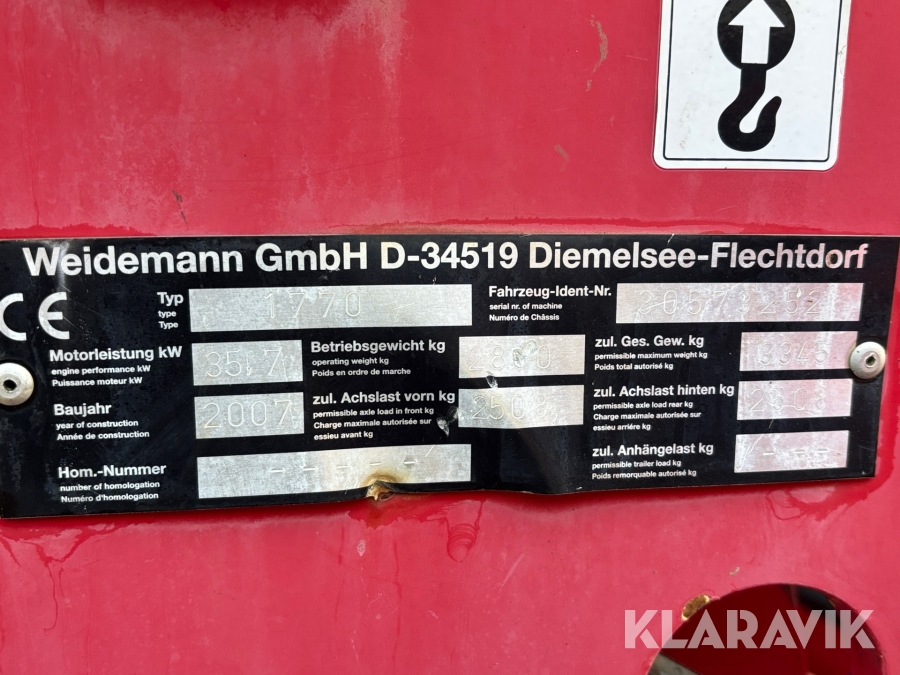 Weidemann GmbH D-34519 Diemelsee-Flechtdorf
CE
Typ
type
Type
1770
Fahrzeug-Ident-Nr.
serial nr. of machine
Numéro de Châssis
Motorleistung kW
engine performance kW
Puissance moteur kW
35,7
Betriebsgewicht kg
operating weight kg
Poids en ordre de marche
zul. Ges. Gew. kg
permissible maximum weight kg
Poids total autorisé kg
Baujahr
year of construction
Année de construction
2007
zul. Achslast vorn kg
permissible axle load in front kg
Charge maximale autorisée sur
essieu avant kg
2508
zul. Achslast hinten kg
permissible axle load rear kg
Charge maximale autorisée sur
essieu arriére kg
Hom.-Nummer
number of homologation
Numéro d'homologation
zul. Anhängelast kg
permissible trailer load kg
Poids remorquable autorisé kg
KLARAVIK